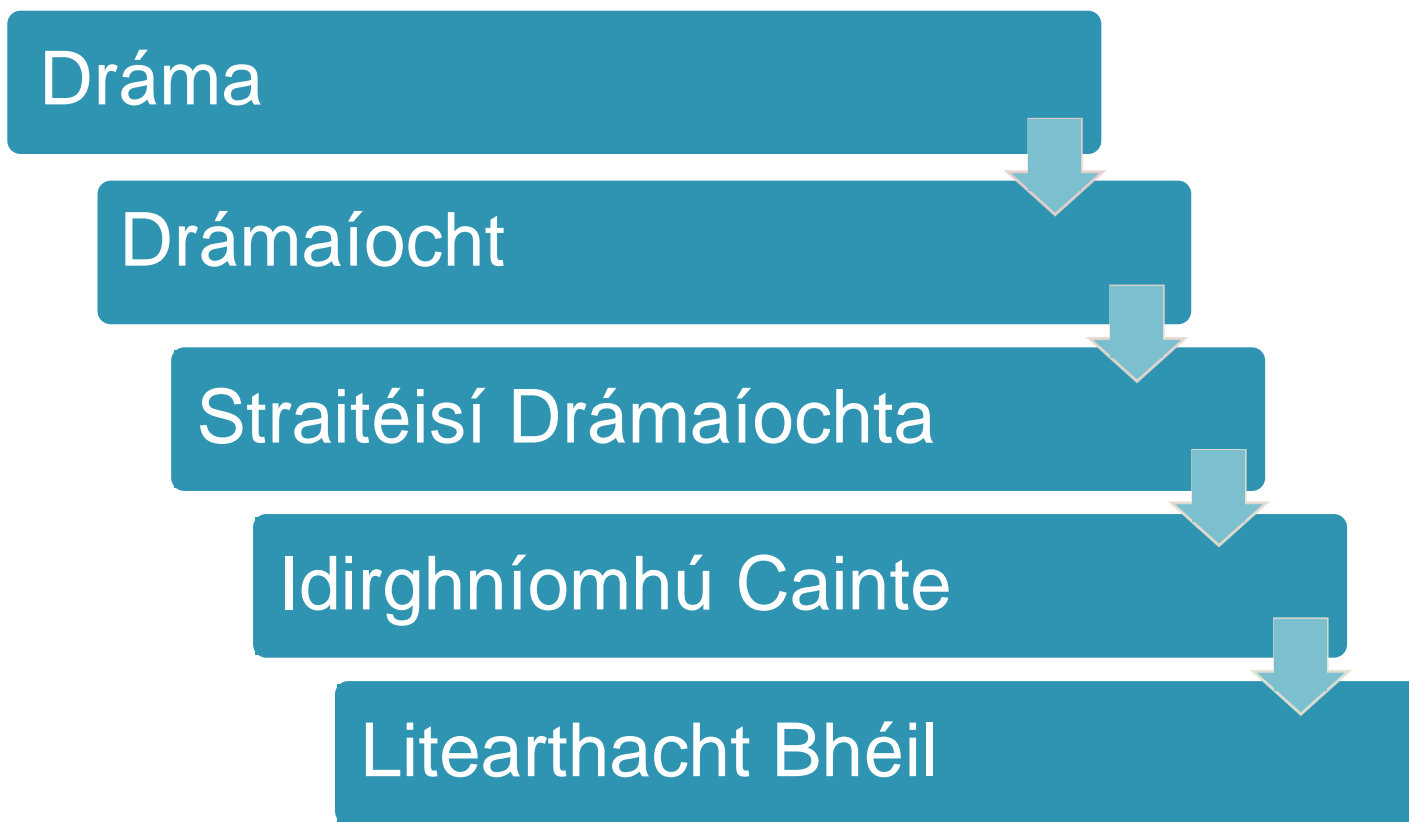 Dráma
Drámaíocht
Straitéisí Drámaíochta
Idirghníomhú Cainte
Litearthacht Bhéil